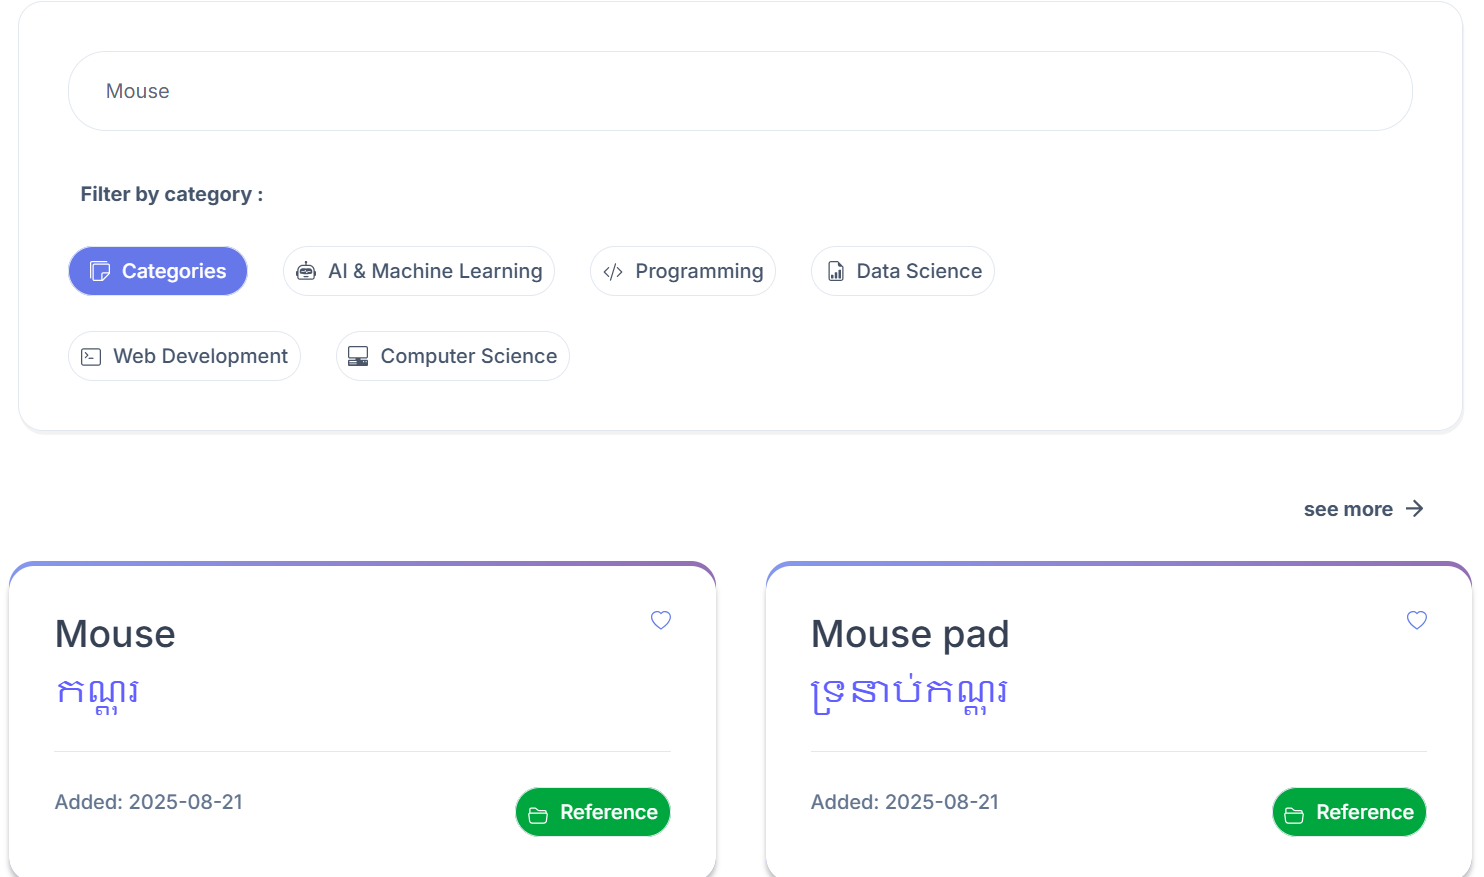 Mouse
Filter by category :
Categories
AI & Machine Learning
Programming
Data Science
Web Development
Computer Science
see more
Mouse
កណ្ដុរ
Added: 2025-08-21
Reference
Mouse pad
ទ្រនាប់កណ្ដុរ
Added: 2025-08-21
Reference